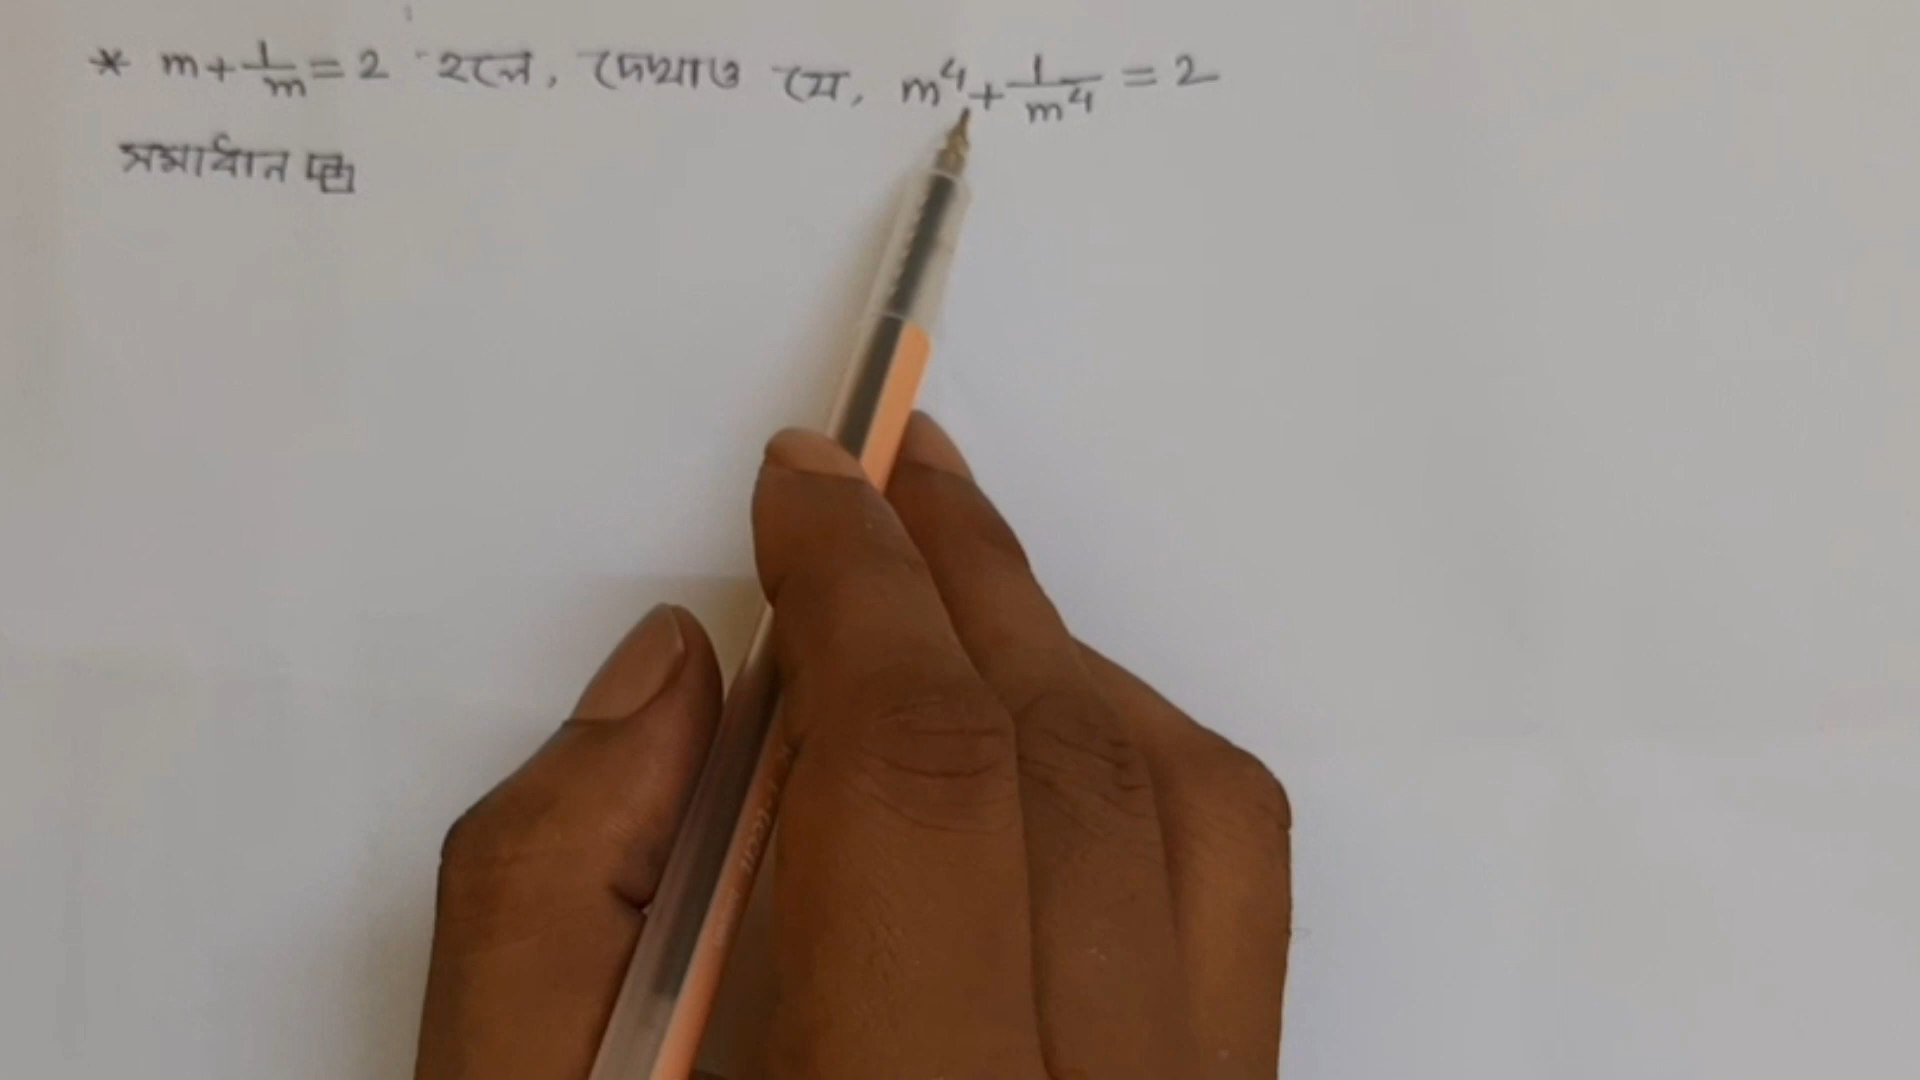 * m + 1/m = 2 হলে, দেখাও যে, m⁴ + 1/m⁴ = 2
সমাধান